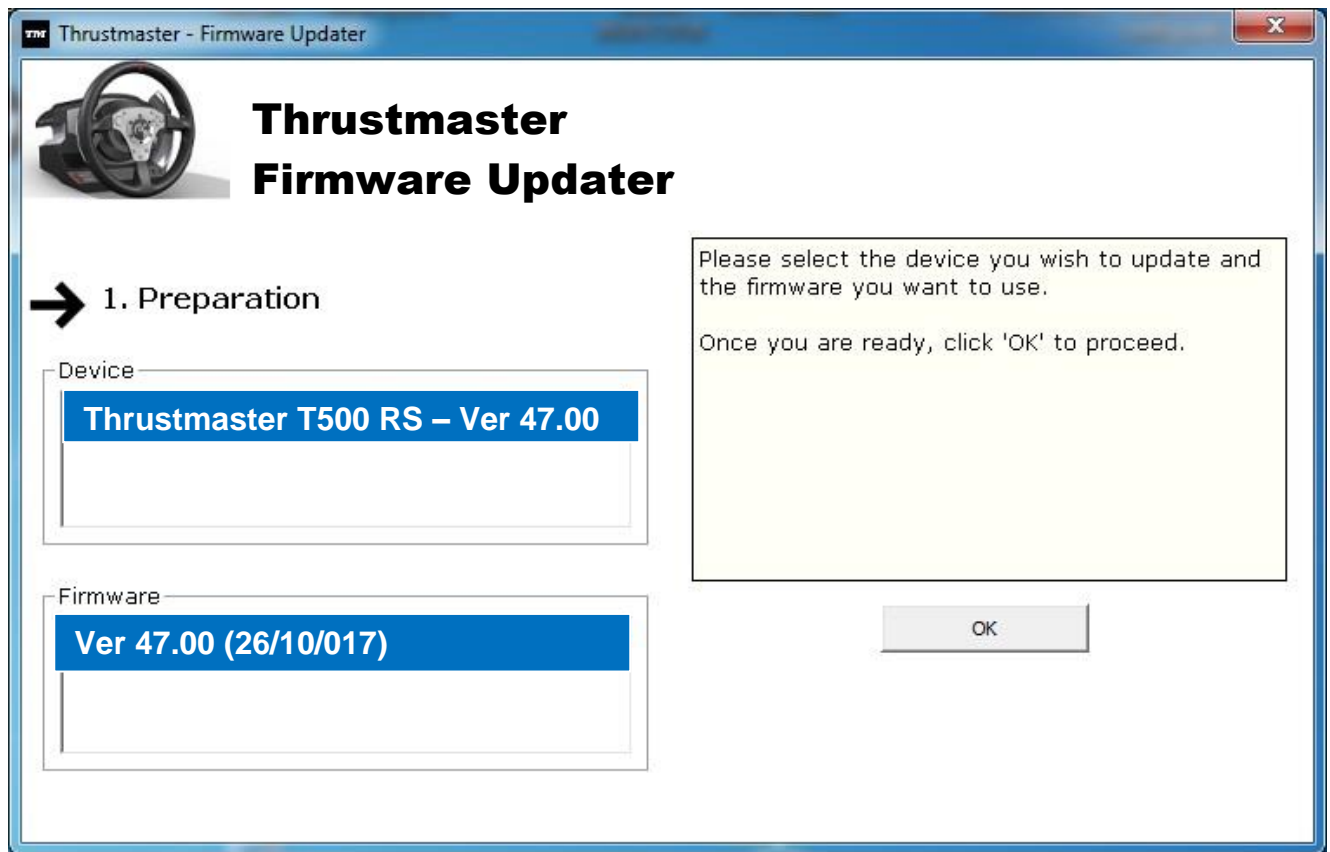 Thrustmaster - Firmware Updater
Thrustmaster
Firmware Updater
1. Preparation
Device
Thrustmaster T500 RS – Ver 47.00
Firmware
Ver 47.00 (26/10/017)
Please select the device you wish to update and
the firmware you want to use.
Once you are ready, click 'OK' to proceed.
OK